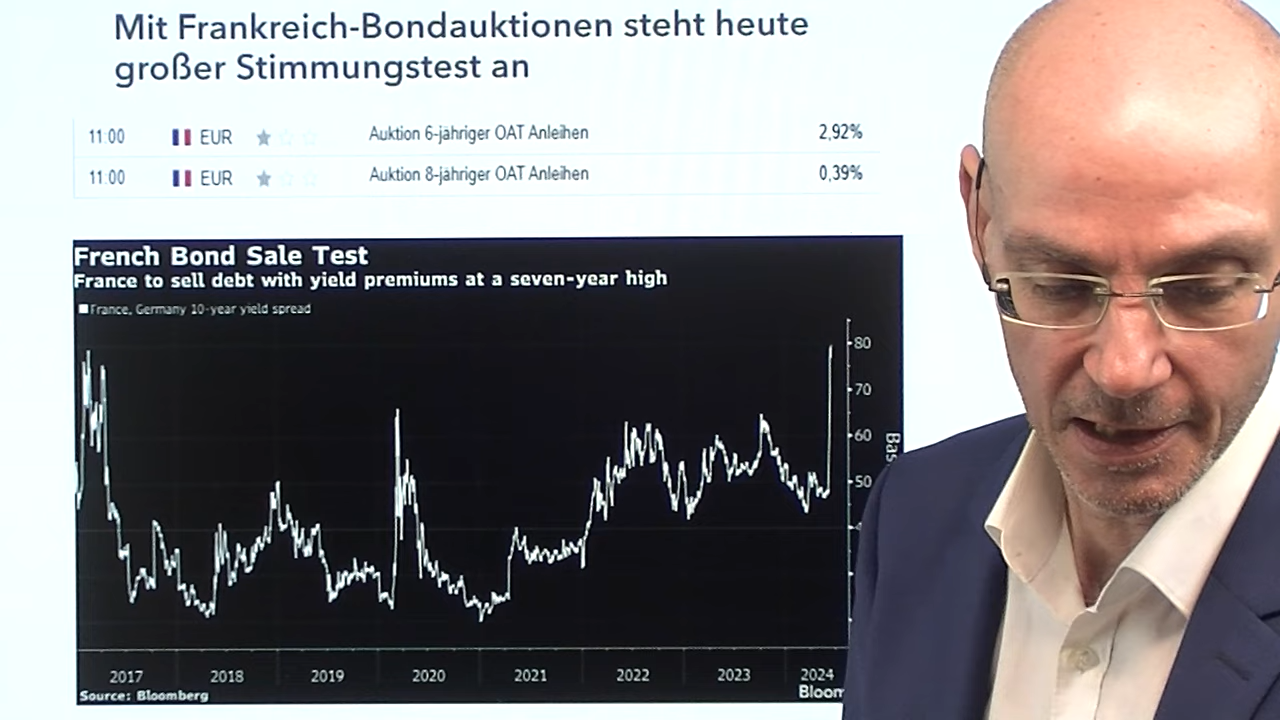 Mit Frankreich-Bondauktionen steht heute
großer Stimmungstest an
11:00 EUR Auktion 6-jähriger OAT Anleihen 2,92%
11:00 EUR Auktion 8-jähriger OAT Anleihen 0,39%
French Bond Sale Test
France to sell debt with yield premiums at a seven-year high
France, Germany 10-year yield spread
80
70
60
Bas
50
2017 2018 2019 2020 2021 2022 2023 2024
Source: Bloomberg
Bloom